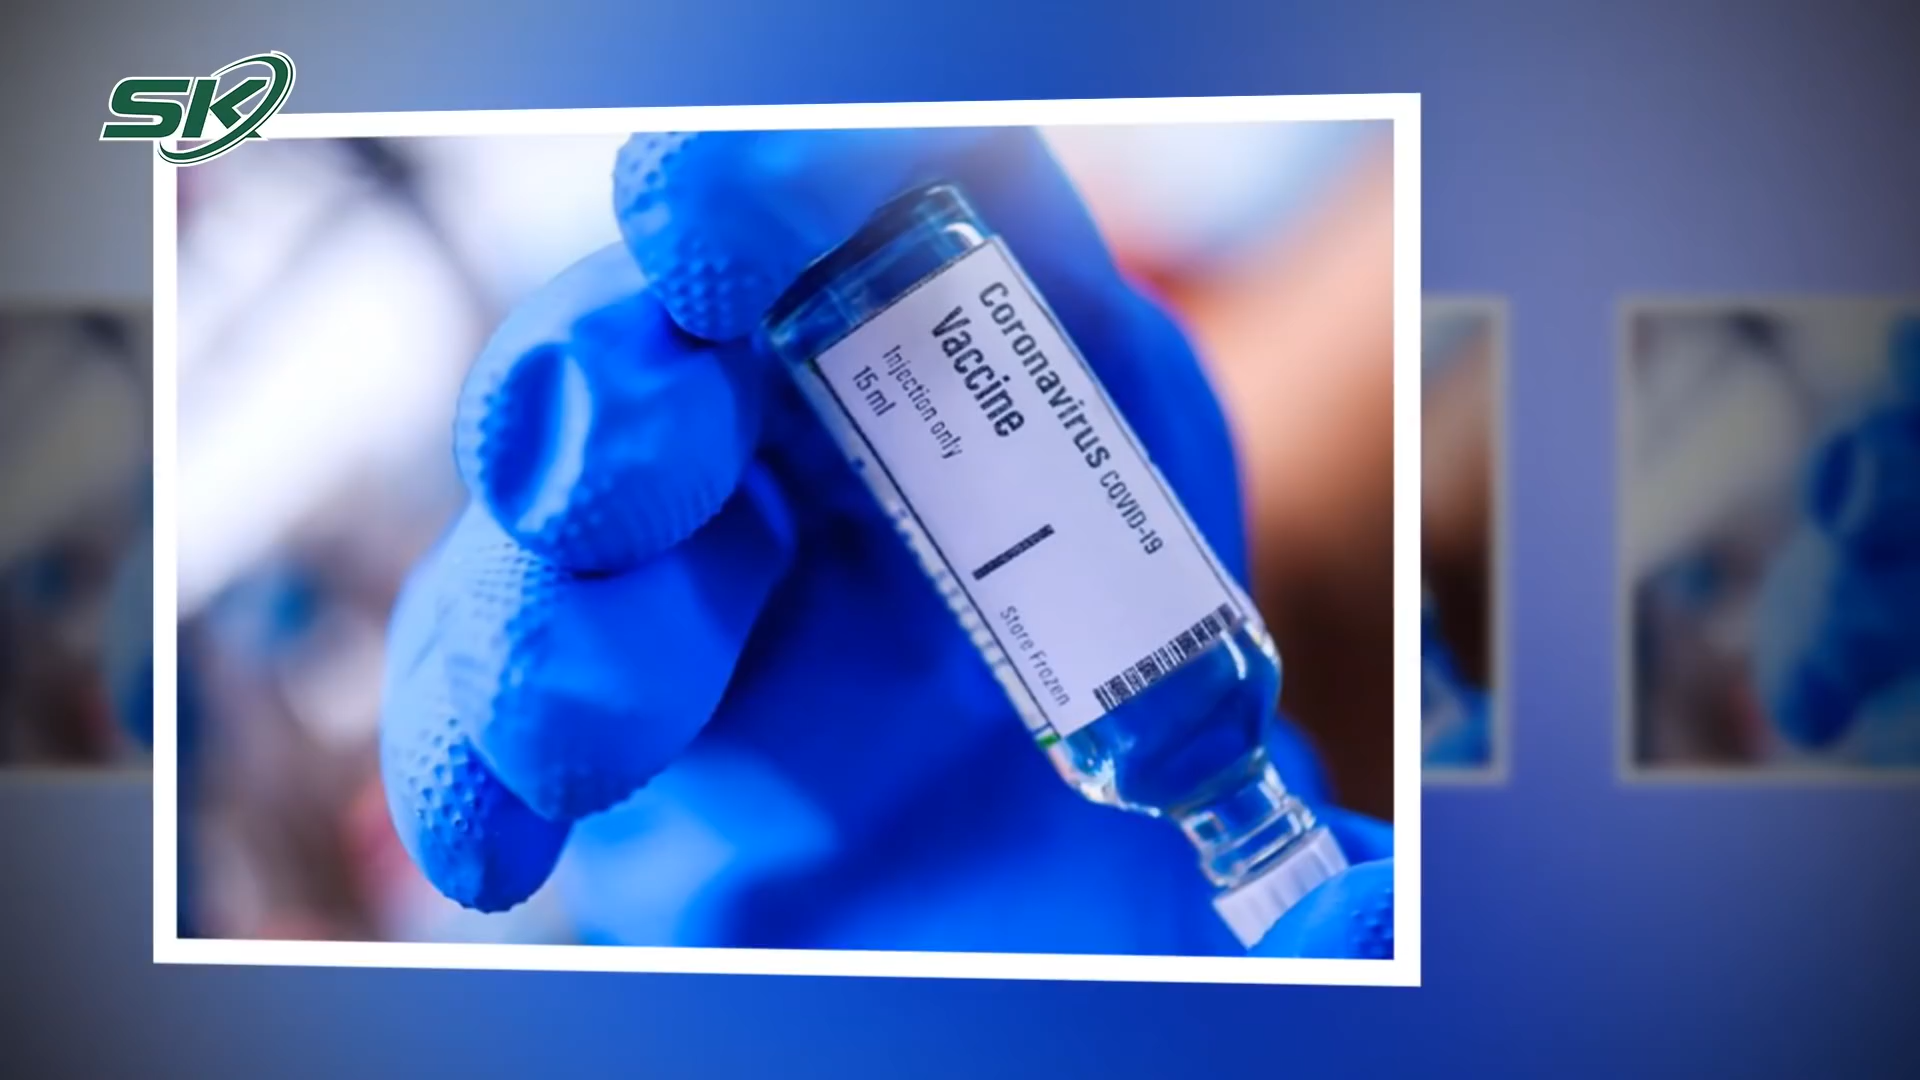 SK
Coronavirus COVID-19
Vaccine
Injection only
15 ml
Store Frozen